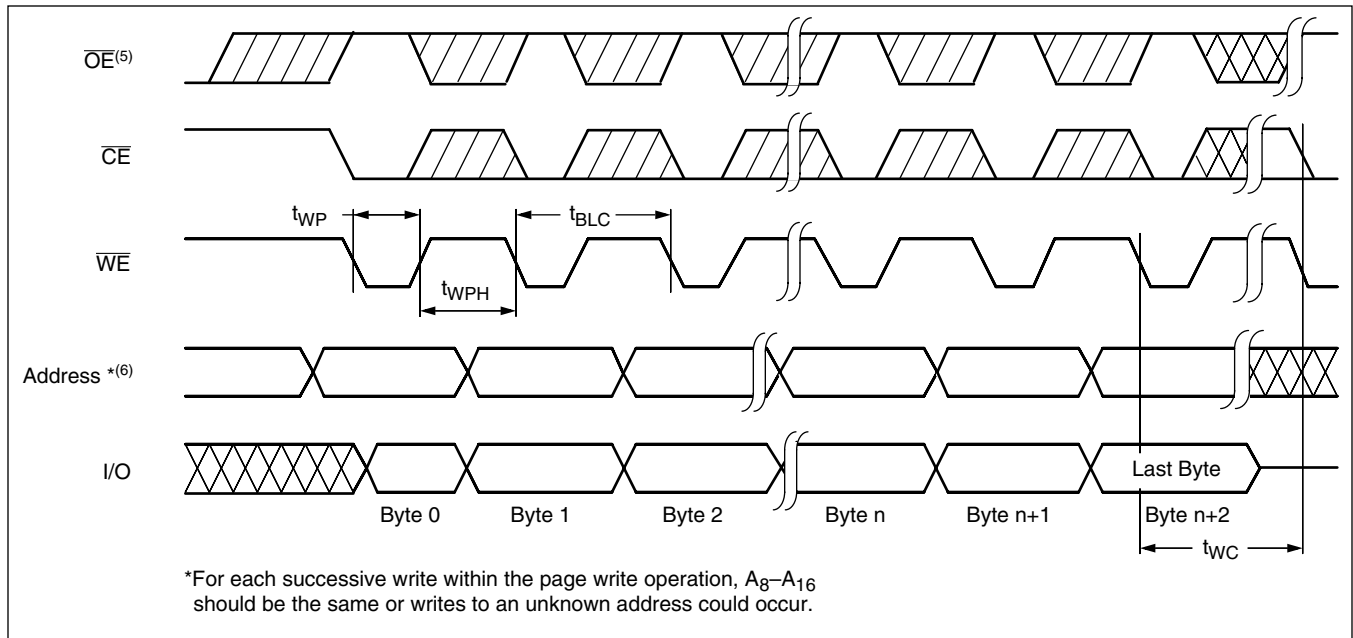 OE(5)
CE
tWP
tBLC
WE
tWPH
Address *(6)
I/O
Last Byte
Byte 0 Byte 1 Byte 2 Byte n Byte n+1 Byte n+2
tWC
*For each successive write within the page write operation, A8–A16
should be the same or writes to an unknown address could occur.